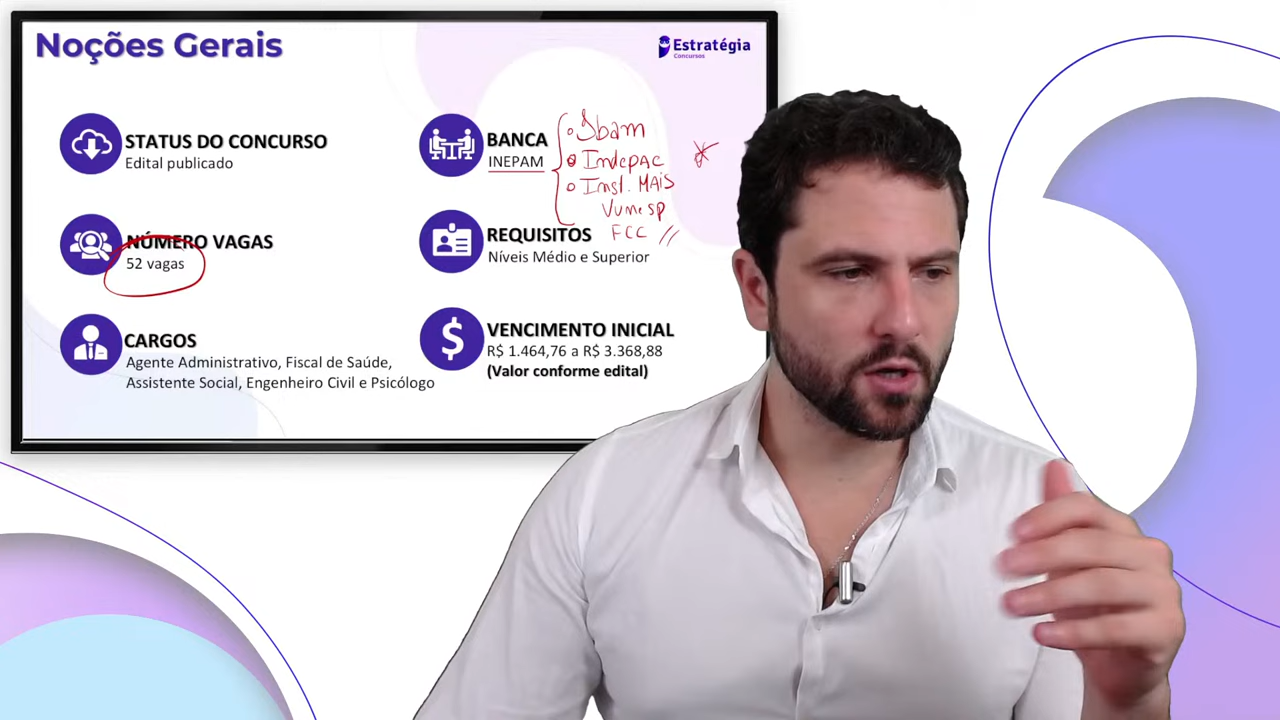 Noções Gerais
Estratégia
Concursos
STATUS DO CONCURSO
Edital publicado
NÚMERO VAGAS
52 vagas
CARGOS
Agente Administrativo, Fiscal de Saúde,
Assistente Social, Engenheiro Civil e Psicólogo
BANCA
INEPAM
Ibam
Indepac
Inst. MAIS
Vunesp
FCC
REQUISITOS
Níveis Médio e Superior
VENCIMENTO INICIAL
R$ 1.464,76 a R$ 3.368,88
(Valor conforme edital)